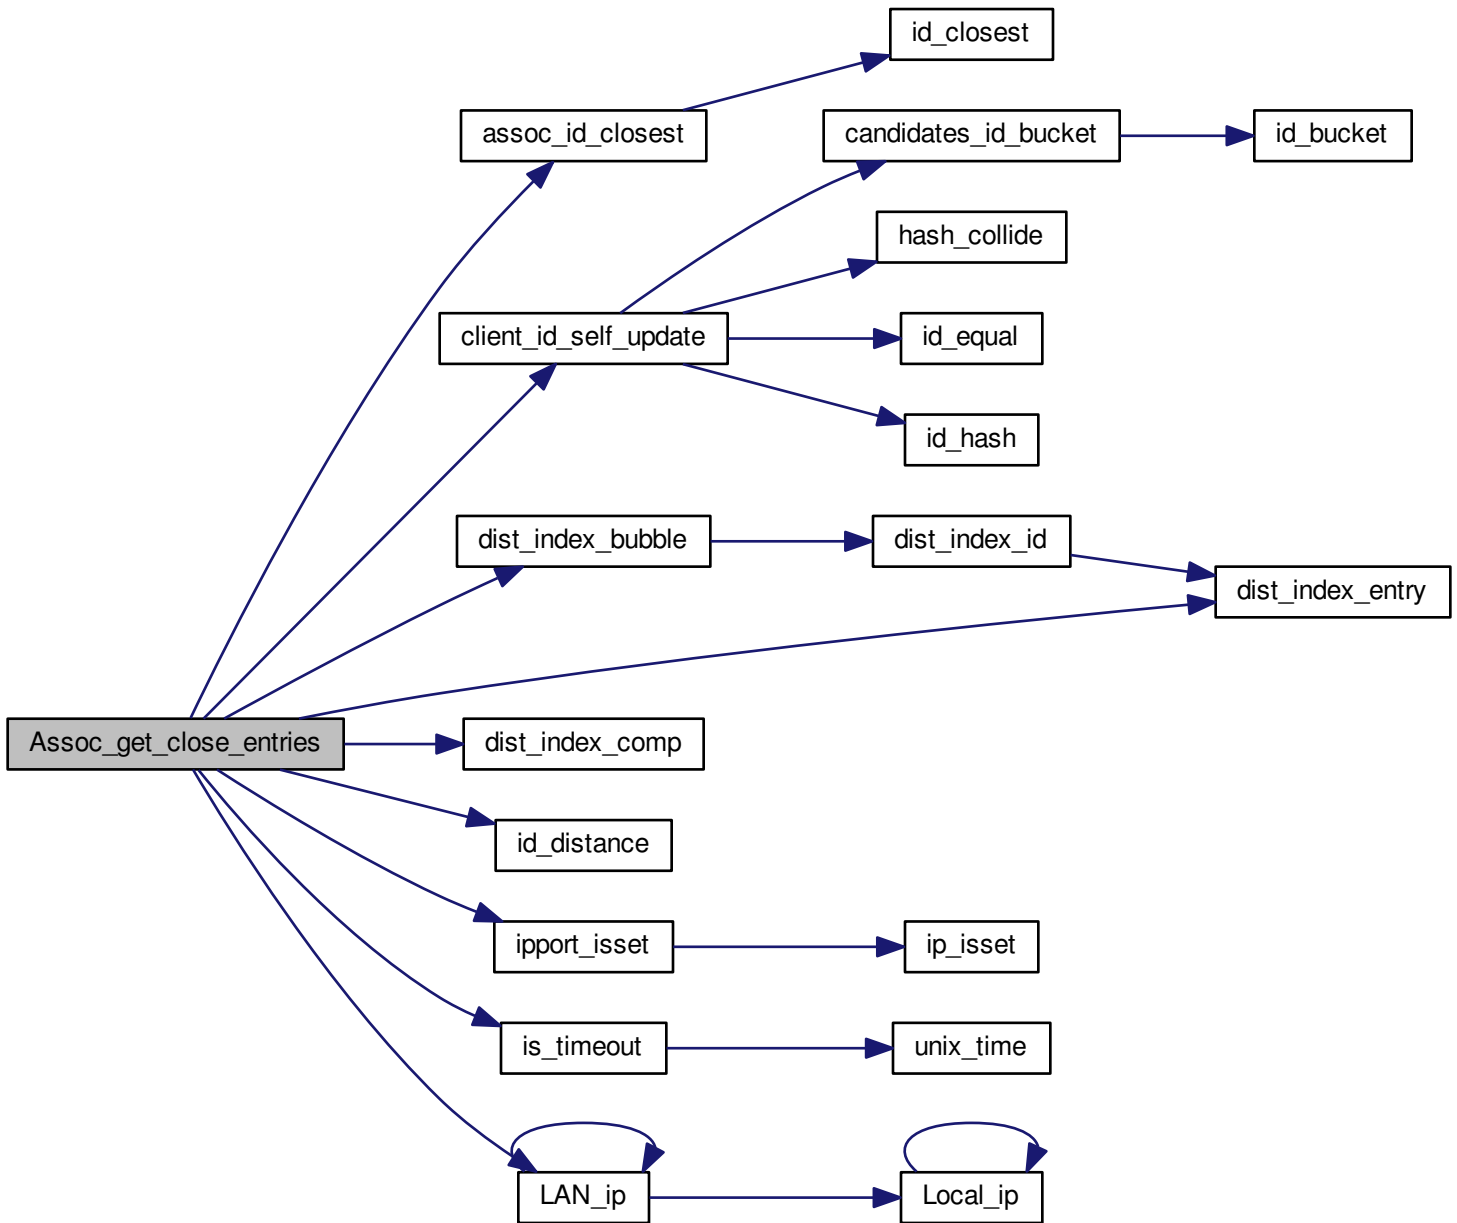 id_closest
assoc_id_closest
candidates_id_bucket
id_bucket
hash_collide
client_id_self_update
id_equal
id_hash
dist_index_bubble
dist_index_id
dist_index_entry
Assoc_get_close_entries
dist_index_comp
id_distance
ipport_isset
ip_isset
is_timeout
unix_time
LAN_ip
Local_ip